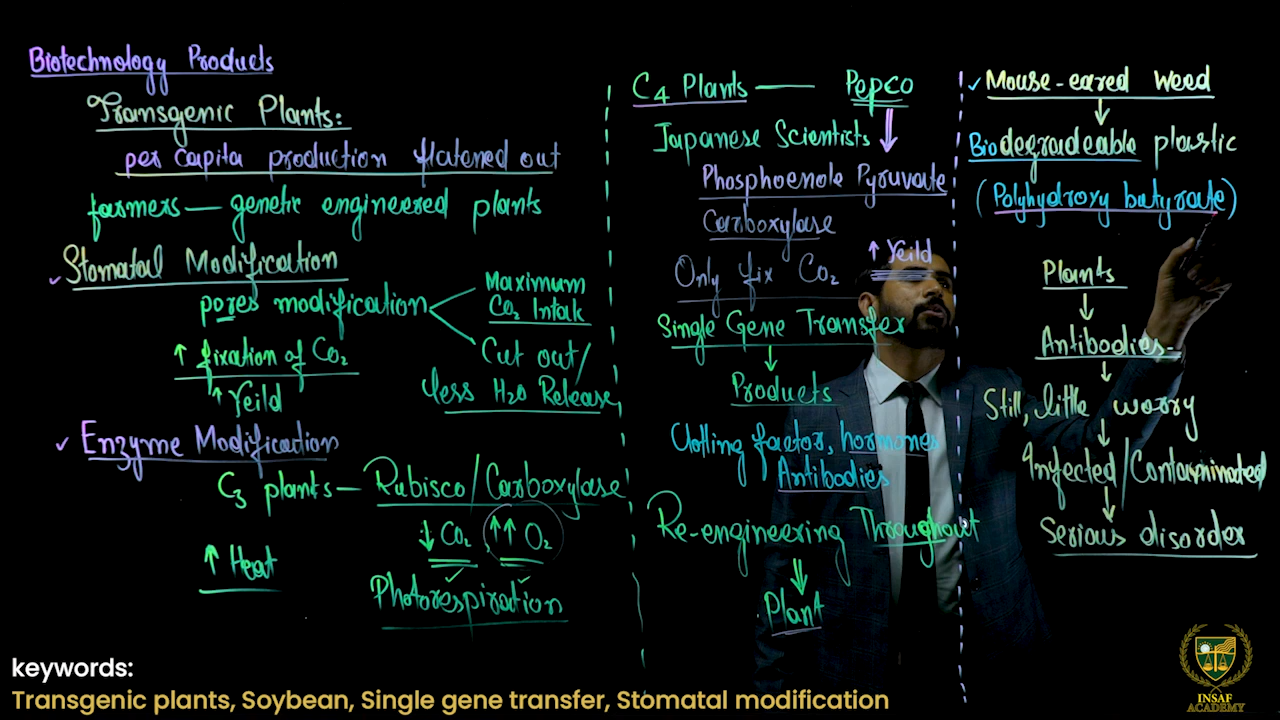 Biotechnology Products
Transgenic Plants:
per capita production flatened out
farmers — genetic engineered plants
✓ Stomatal Modification
pores modification
Maximum
CO₂ Intak
Cut out/
less H₂O Release
↑ fixation of CO₂
↑ Yeild
✓ Enzyme Modification
C₃ plants — Rubisco/Carboxylase
↓ CO₂, ↑↑ O₂
↑ Heat
Photorespiration
C₄ Plants — Pepco
Japanese Scientists
Phosphoenole Pyruvate
Carboxylase
↑ Yeild
Only fix CO₂
Single Gene Transfer
↓
Products
Clotting factor, hormones
Antibodies
Re-engineering Throughout
Plant
✓ Mouse-eared Weed
↓
Biodegradeable plastic
(Polyhydroxy butyrate)
Plants
↓
Antibodies-
↓
Still, little worry
↓
Infected/Contaminated
↓
Serious disorder
keywords:
Transgenic plants, Soybean, Single gene transfer, Stomatal modification
INSAF
ACADEMY